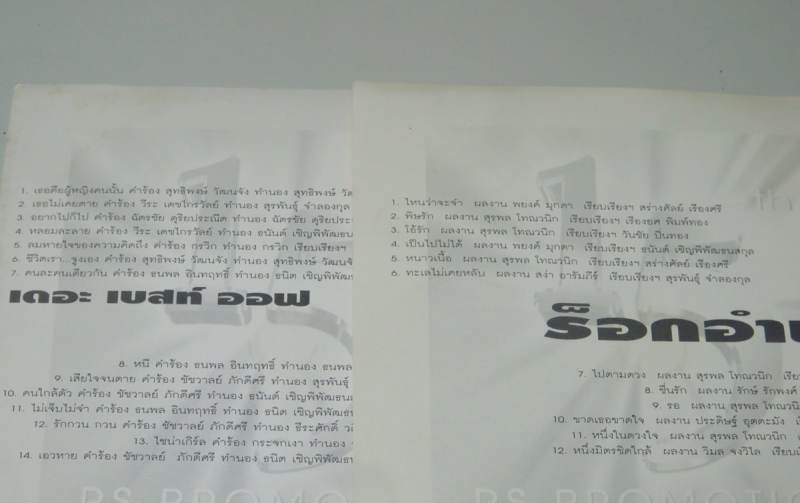 1. เธอคือผู้หญิงคนนั้น คำร้อง สุทธิพงษ์ วัฒนจัง ทำนอง สุทธิพงษ์ วัฒ
2. เธอไม่เคยตาย คำร้อง วีระ เดชไกรวัลย์ ทำนอง สุรพันธุ์ จำลองกุล
3. อยากไปก็ไป คำร้อง ฉัตรชัย ดุริยประณีต ทำนอง ฉัตรชัย ดุริยประ
4. หลอมละลาย คำร้อง วีระ เดชไกรวัลย์ ทำนอง ธนันต์ เชิญพิพัฒธน
5. ลมหายใจของความคิดถึง คำร้อง กรวิก ทำนอง กรวิก เรียบเรียงฯ
6. ชีวิตเรา...รูเองเอง คำร้อง สุทธิพงษ์ วัฒนจัง ทำนอง สุทธิพงษ์ วัฒนจั
7. คนละคนเดียวกัน คำร้อง ธนพล อินทฤทธิ์ ทำนอง ธนิต เชิญพิพัฒน
เดอะ เบสท์ ออฟ
8. หนี คำร้อง ธนพล อินทฤทธิ์ ทำนอง ธนพล
9. เสียใจจนตาย คำร้อง ชัชวาลย์ ภักดีศรี ทำนอง สุรพันธุ์
10. คนใกล้ตัว คำร้อง ชัชวาลย์ ภักดีศรี ทำนอง ธนันต์ เชิญพิพัฒ
11. ไม่เจ็บไม่จำ คำร้อง ธนพล อินทฤทธิ์ ทำนอง ธนิต เชิญพิพัฒ
12. รักกวน กวน คำร้อง ชัชวาลย์ ภักดีศรี ทำนอง ธีระศักดิ์
13. ไชน่าเกิร์ล คำร้อง กระจกเงา ทำนอง
14. เอวหาย คำร้อง ชัชวาลย์ ภักดีศรี ทำนอง ธนิต เชิญพิพัฒน
RS PROMOTIO
1. ไหนว่าจะจำ ผลงาน พยงค์ มุกดา เรียบเรียงฯ สราวงศัลย์ เรืองศรี
2. พิษรัก ผลงาน สุรพล โทณวนิก เรียบเรียงฯ เรืองยศ พิมพ์ทอง
3. โอ้รัก ผลงาน สุรพล โทณวนิก เรียบเรียงฯ วันชัย ปิ่นทอง
4. เป็นไปไม่ได้ ผลงาน พยงค์ มุกดา เรียบเรียงฯ ธนันต์ เชิญพิพัฒธนสกุล
5. หนาวเนื้อ ผลงาน สุรพล โทณวนิก เรียบเรียงฯ สร่างศัลย์ เรืองศรี
6. ทะเลไม่เคยหลับ ผลงาน สง่า อารัมภีร์ เรียบเรียงฯ สุรพันธุ์ จำลองกุล
ร็อกอำ
7. ไปตามดวง ผลงาน สุรพล โทณวนิก เรีย
8. ชื่นรัก ผลงาน รักษ์ รักพงศ์
9. รอ ผลงาน สุรพล โทณวนิก
10. ขาดเธอขาดใจ ผลงาน ประดิษฐ์ อุตตะมัง เ
11. หนึ่งในดวงใจ ผลงาน สุรพล โทณวนิก เ
12. หนึ่งมิตรชิดใกล้ ผลงาน วิมล จงวิไล เรียบเ
RS PROMOTI